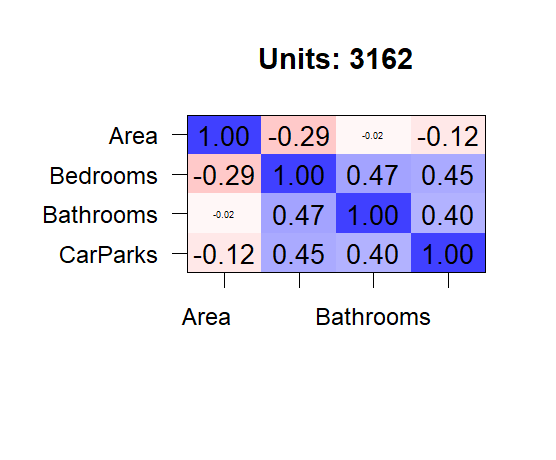 Units: 3162
Area 1.00 -0.29 -0.02 -0.12
Bedrooms -0.29 1.00 0.47 0.45
Bathrooms -0.02 0.47 1.00 0.40
CarParks -0.12 0.45 0.40 1.00
Area Bathrooms